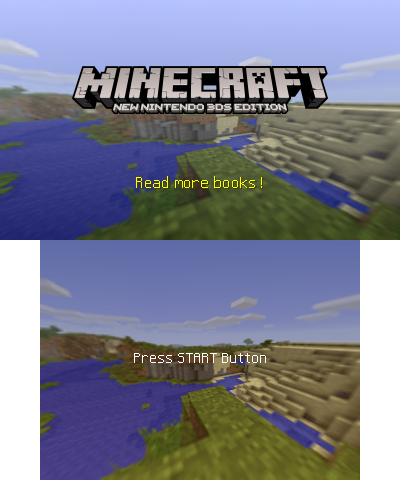 MINECRAFT
NEW NINTENDO 3DS EDITION
Read more books!
Press START Button